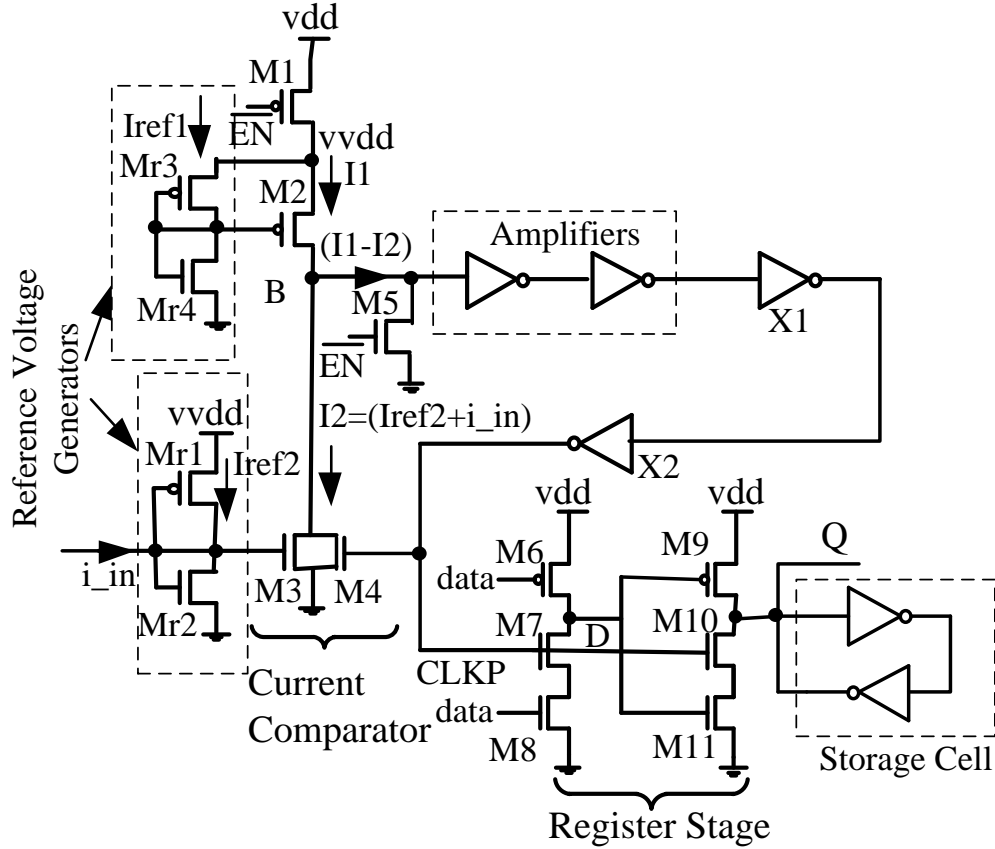 vdd
M1
EN
Iref1
vvdd
Mr3
I1
M2
(I1-I2)
Amplifiers
B
M5
Mr4
EN
X1
Reference Voltage
Generators
vvdd
I2=(Iref2+i_in)
Mr1
Iref2
X2
vdd
vdd
i_in
M3
M4
Mr2
M6
M9
Q
data
M7
D
M10
CLKP
data
M8
M11
Current
Comparator
Storage Cell
Register Stage